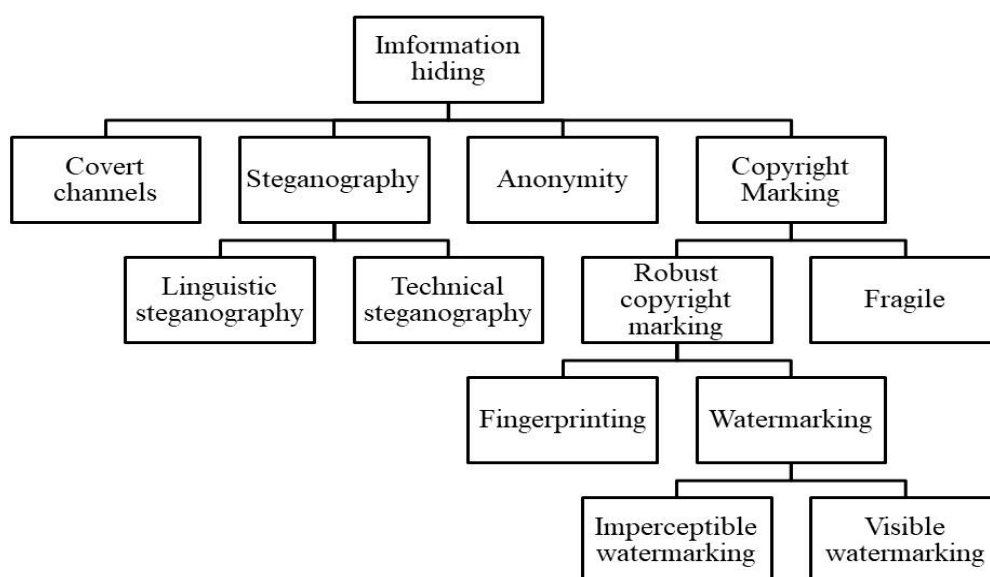 Imformation
hiding
Covert
channels
Steganography
Anonymity
Copyright
Marking
Linguistic
steganography
Technical
steganography
Robust
copyright
marking
Fragile
Fingerprinting
Watermarking
Imperceptible
watermarking
Visible
watermarking